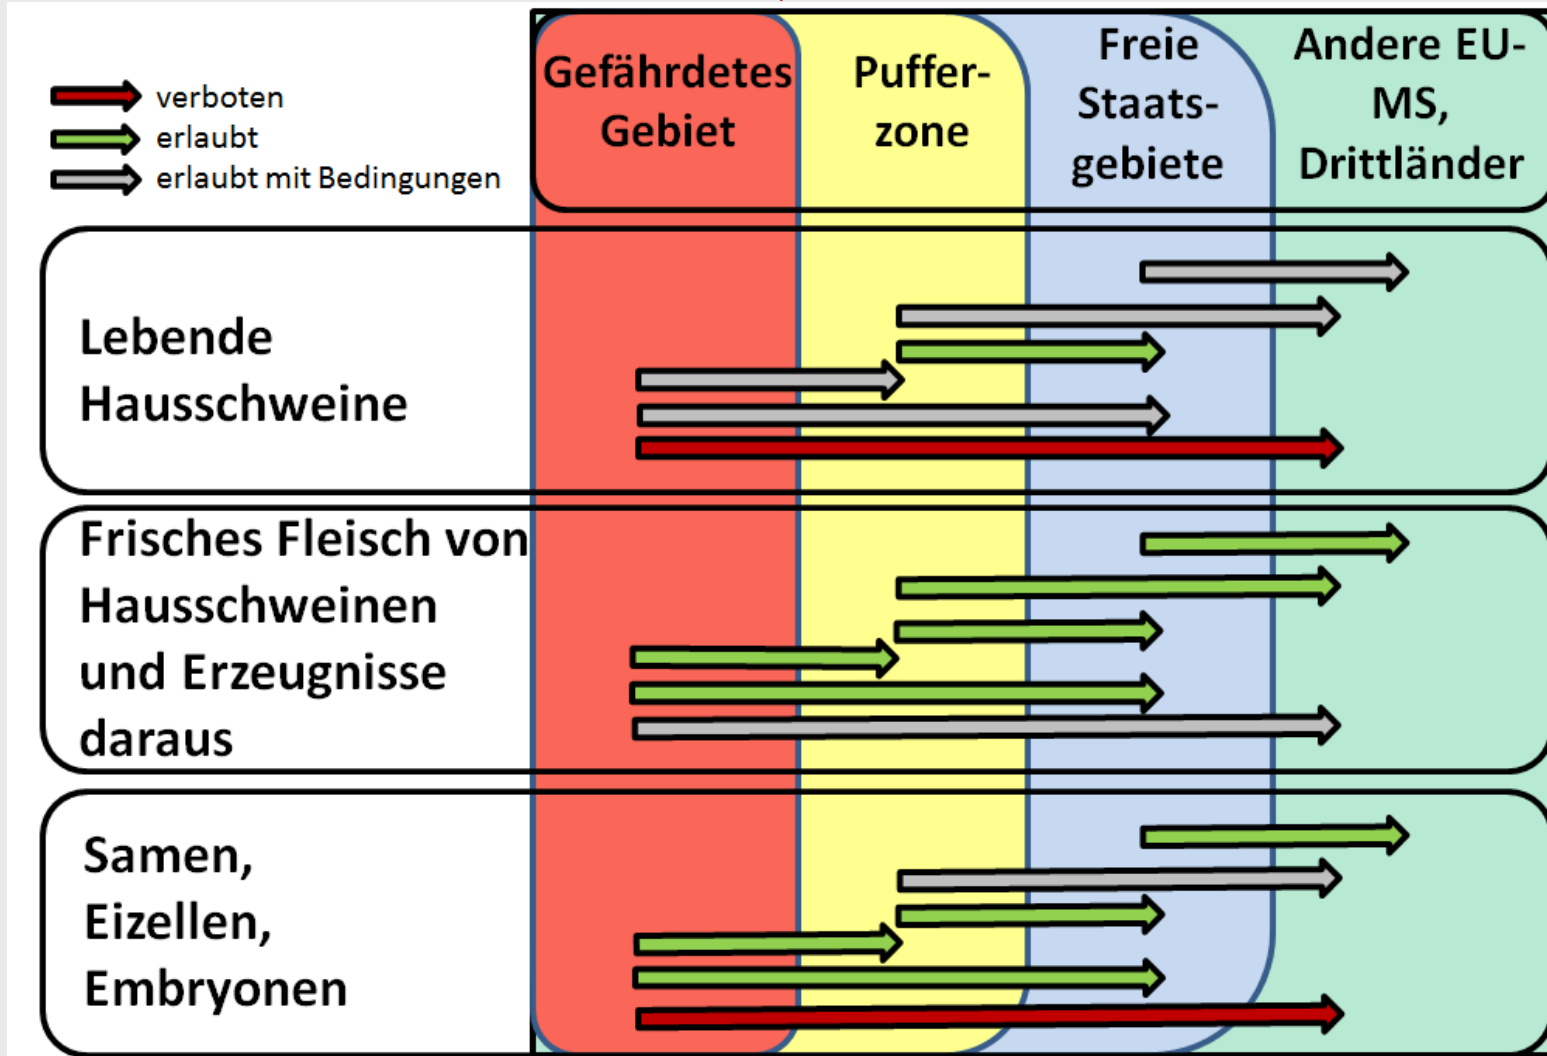 verboten
erlaubt
erlaubt mit Bedingungen
Gefährdetes
Gebiet
Puffer-
zone
Freie
Staats-
gebiete
Andere EU-
MS,
Drittländer
Lebende
Hausschweine
Frisches Fleisch von
Hausschweinen
und Erzeugnisse
daraus
Samen,
Eizellen,
Embryonen